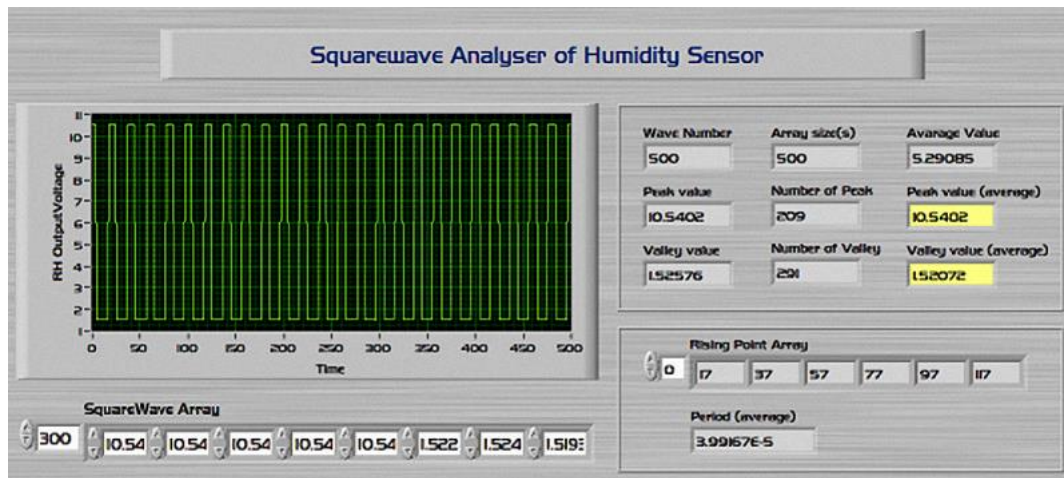 Squarewave Analyser of Humidity Sensor
11
10
9
8
7
6
5
4
3
2
1
RH OutputVoltage
0 50 100 150 200 250 300 350 400 450 500
Time
SquareWave Array
300 10.54 10.54 10.54 10.54 10.54 1.522 1.524 1.519
Wave Number Array size(s) Avarage Value
500 500 5.29085
Peak value Number of Peak Peak value (average)
10.5402 209 10.5402
Valley value Number of Valley Valley value (average)
1.52576 291 1.52072
Rising Point Array
0 17 37 57 77 97 117
Period (average)
3.99167E-5